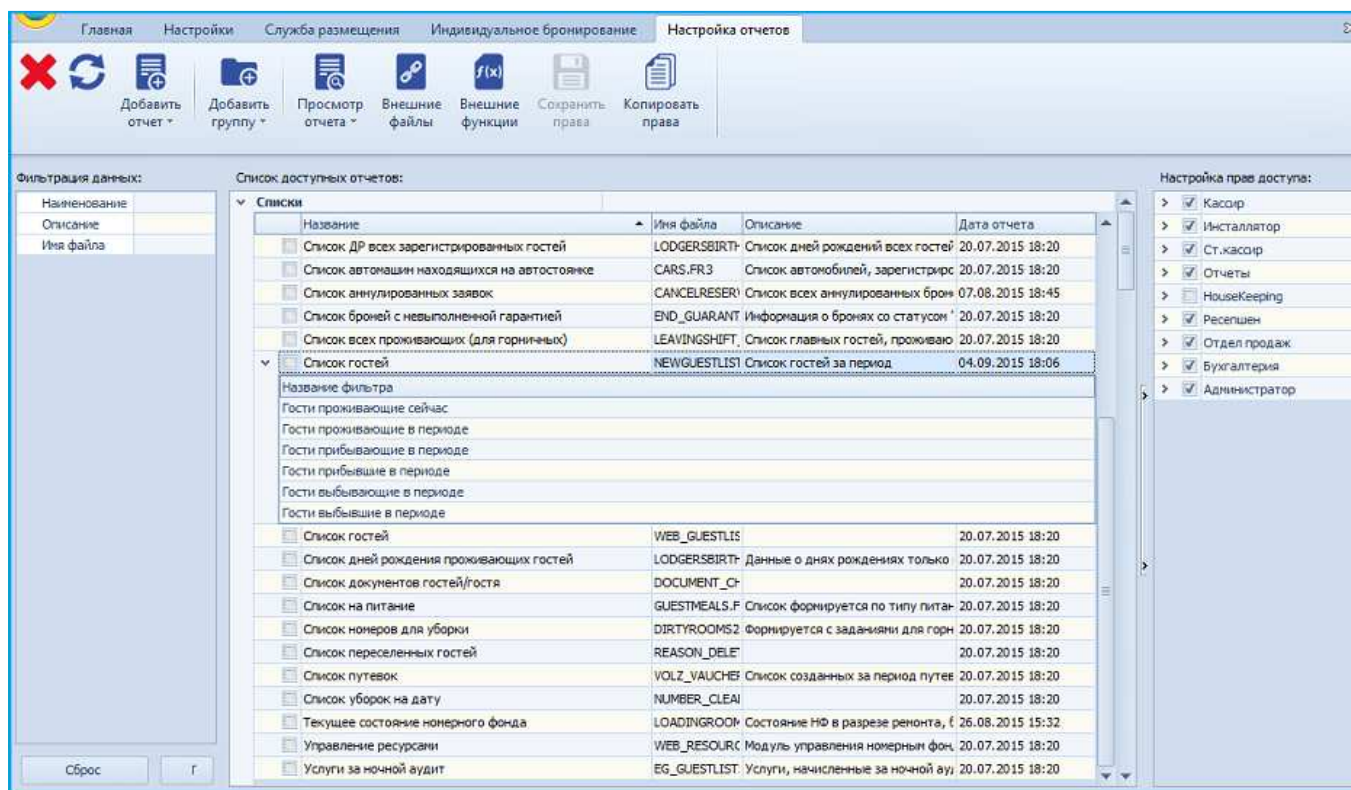 Главная Настройки Служба размещения Индивидуальное бронирование Настройка отчетов
Добавить отчет
Добавить группу
Просмотр отчета
Внешние файлы
f(x)
Внешние функции
Сохранить права
Копировать права
Фильтрация данных:
Наименование
Описание
Имя файла
Сброс
Список доступных отчетов:
Списки
Название Имя файла Описание Дата отчета
Список ДР всех зарегистрированных гостей LODGERSBIRTH Список дней рождений всех гостей 20.07.2015 18:20
Список автомашин находящихся на автостоянке CARS.FR3 Список автомобилей, зарегистриро 20.07.2015 18:20
Список аннулированных заявок CANCELRESERV Список всех аннулированных брон 07.08.2015 18:45
Список броней с невыполненной гарантией END_GUARANT Информация о бронях со статусом " 20.07.2015 18:20
Список всех проживающих (для горничных) LEAVINGSHIFT_ Список главных гостей, проживаю 20.07.2015 18:20
Список гостей NEWGUESTLIST Список гостей за период 04.09.2015 18:06
Название фильтра
Гости проживающие сейчас
Гости проживающие в периоде
Гости прибывающие в периоде
Гости прибывшие в периоде
Гости выбывающие в периоде
Гости выбывшие в периоде
Список гостей WEB_GUESTLIS 20.07.2015 18:20
Список дней рождения проживающих гостей LODGERSBIRTH Данные о днях рождениях только 20.07.2015 18:20
Список документов гостей/гостя DOCUMENT_CH 20.07.2015 18:20
Список на питание GUESTMEALS.F Список формируется по типу питан 20.07.2015 18:20
Список номеров для уборки DIRTYROOMS2 Формируется с заданиями для горн 20.07.2015 18:20
Список переселенных гостей REASON_DELET 20.07.2015 18:20
Список путевок VOLZ_VAUCHER Список созданных за период путев 20.07.2015 18:20
Список уборок на дату NUMBER_CLEAI 20.07.2015 18:20
Текущее состояние номерного фонда LOADINGROOM Состояние НФ в разрезе ремонта, б 26.08.2015 15:32
Управление ресурсами WEB_RESOURC Модуль управления номерным фон, 20.07.2015 18:20
Услуги за ночной аудит EG_GUESTLIST. Услуги, начисленные за ночной ау 20.07.2015 18:20
Настройка прав доступа:
Кассир
Инсталлятор
Ст.кассир
Отчеты
HouseKeeping
Ресепшен
Отдел продаж
Бухгалтерия
Администратор